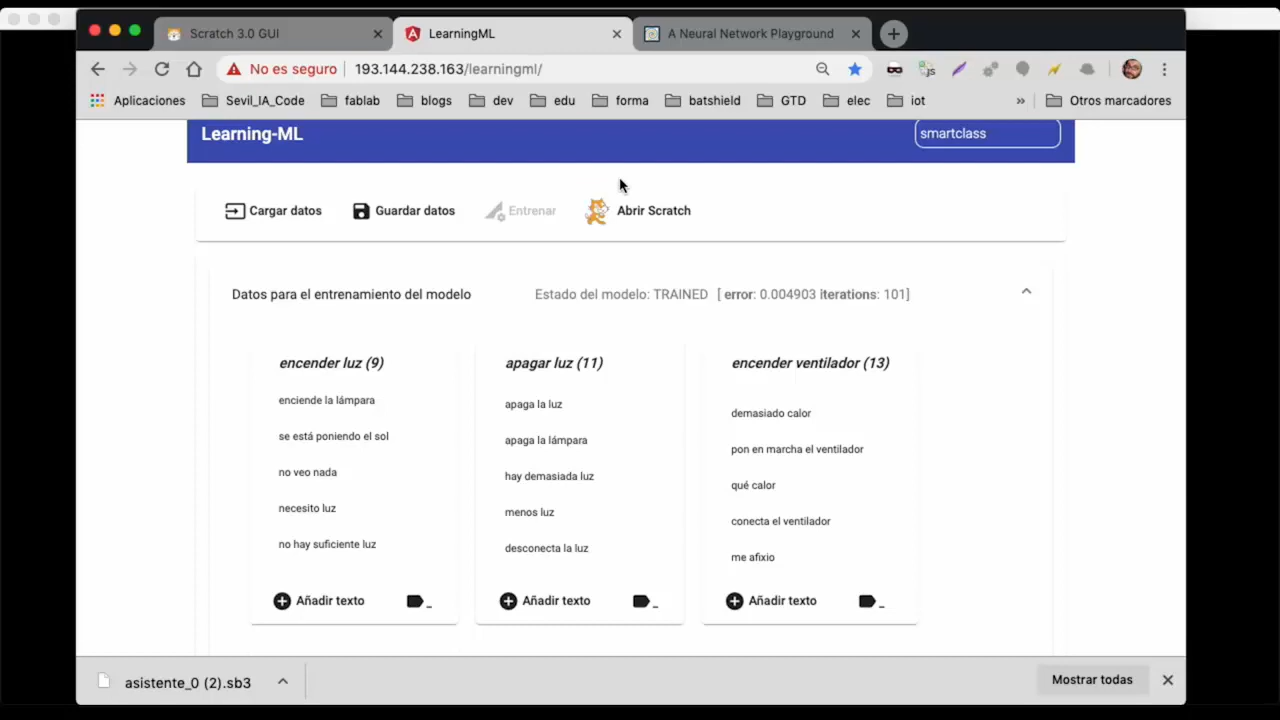 Scratch 3.0 GUI
LearningML
A Neural Network Playground
No es seguro
193.144.238.163/learningml/
Aplicaciones
Sevil_IA_Code
fablab
blogs
dev
edu
forma
batshield
GTD
elec
iot
»
Otros marcadores
Learning-ML
smartclass
Cargar datos
Guardar datos
Entrenar
Abrir Scratch
Datos para el entrenamiento del modelo
Estado del modelo: TRAINED [ error: 0.004903 iterations: 101]
encender luz (9)
enciende la lámpara
se está poniendo el sol
no veo nada
necesito luz
no hay suficiente luz
Añadir texto
_
apagar luz (11)
apaga la luz
apaga la lámpara
hay demasiada luz
menos luz
desconecta la luz
Añadir texto
_
encender ventilador (13)
demasiado calor
pon en marcha el ventilador
qué calor
conecta el ventilador
me afixio
Añadir texto
_
asistente_0 (2).sb3
Mostrar todas